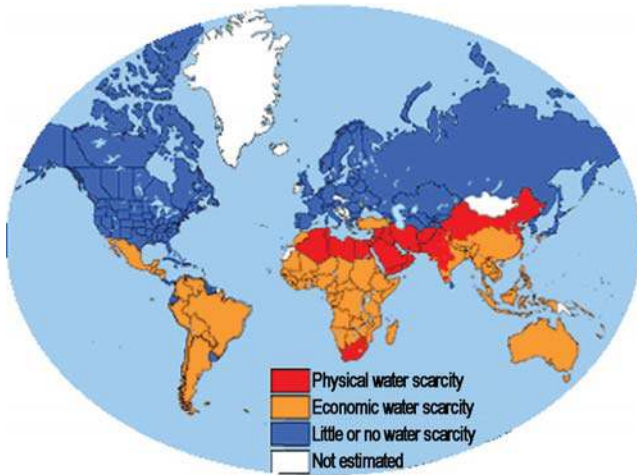 Physical water scarcity
Economic water scarcity
Little or no water scarcity
Not estimated